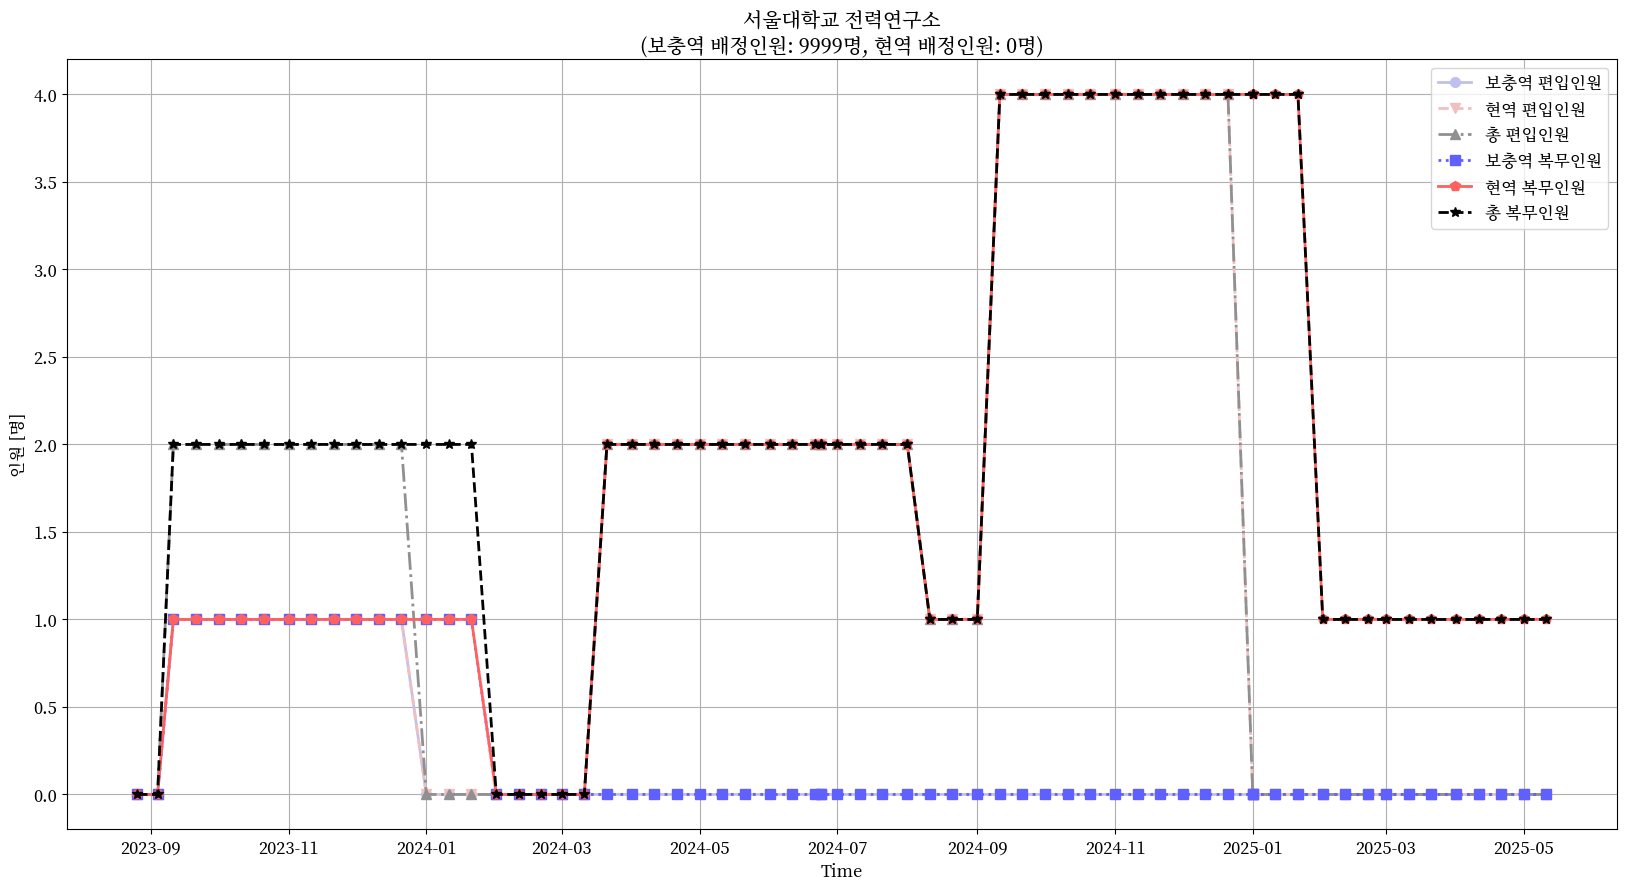 서울대학교 전력연구소
(보충역 배정인원: 9999명, 현역 배정인원: 0명)
보충역 편입인원
현역 편입인원
총 편입인원
보충역 복무인원
현역 복무인원
총 복무인원
인원 [명]
4.0
3.5
3.0
2.5
2.0
1.5
1.0
0.5
0.0
2023-09
2023-11
2024-01
2024-03
2024-05
2024-07
2024-09
2024-11
2025-01
2025-03
2025-05
Time